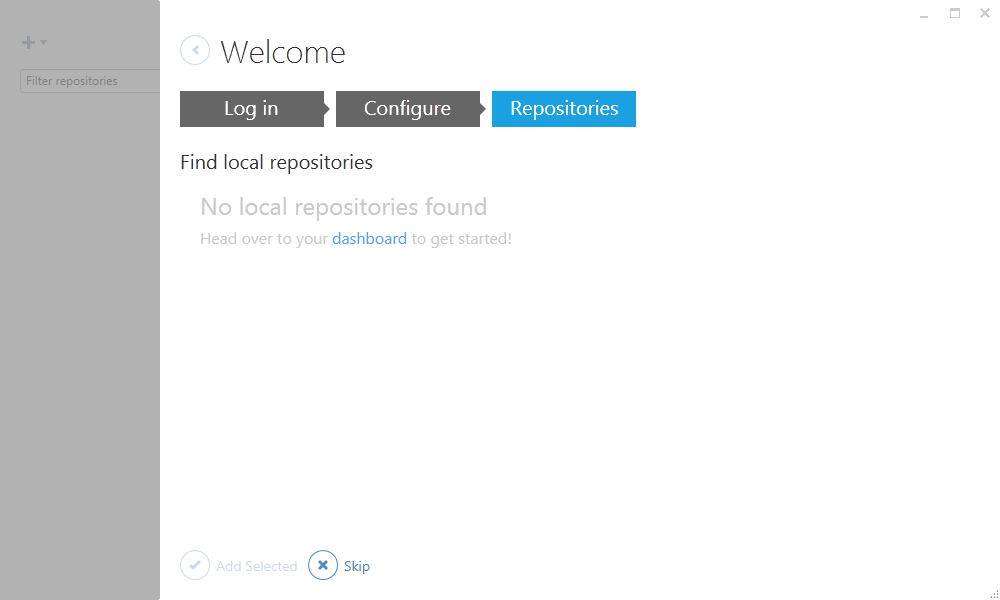 Filter repositories
Welcome
Log in
Configure
Repositories
Find local repositories
No local repositories found
Head over to your dashboard to get started!
Add Selected
Skip